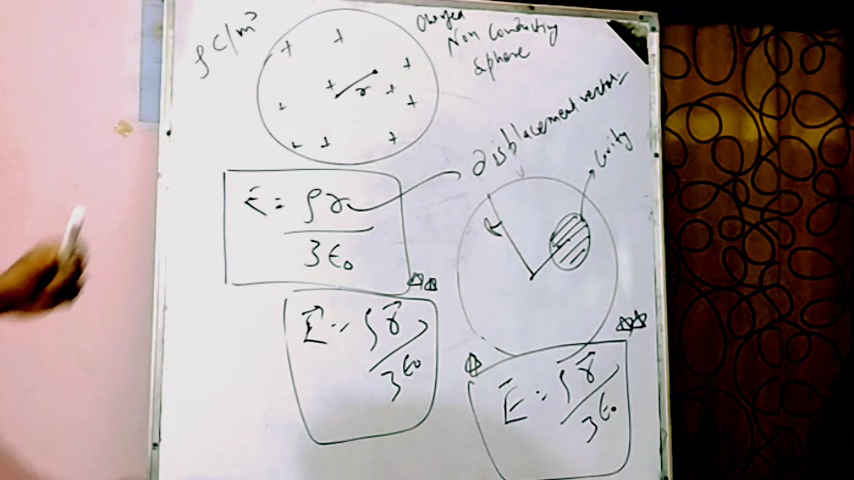 ρ C/m³
Charged
Non Conducting
Sphere
r
displacement vector
Cavity
R
E = ρr
3ε₀
E⃗ = ρr⃗
3ε₀
E⃗ = ρr⃗
3ε₀